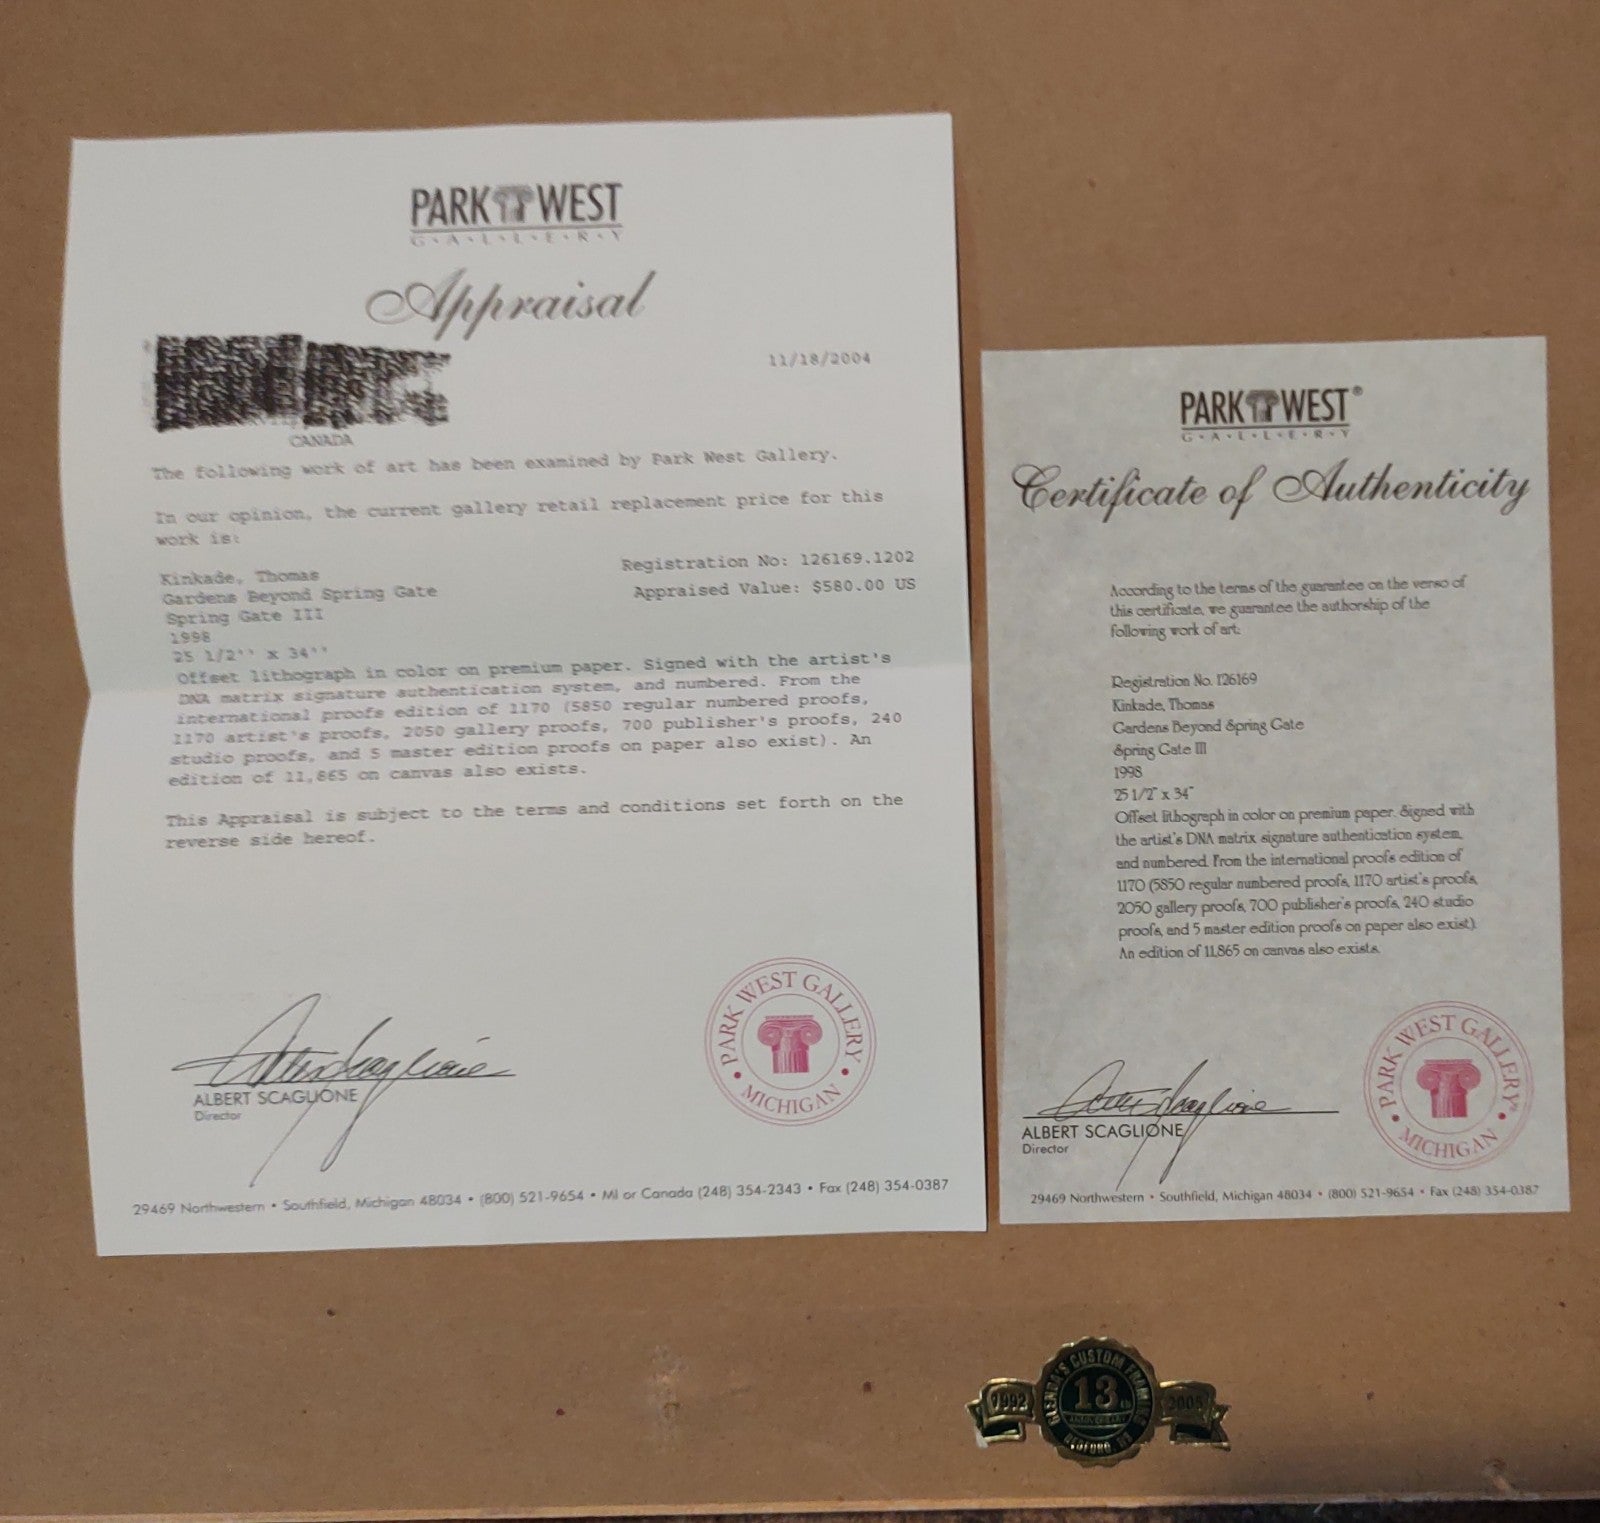 PARK WEST
G·A·L·L·E·R·Y
Appraisal
11/18/2004
CANADA
The following work of art has been examined by Park West Gallery.
In our opinion, the current gallery retail replacement price for this
work is:
Registration No: 126169.1202
Appraised Value: $580.00 US
Kinkade, Thomas
Gardens Beyond Spring Gate
Spring Gate III
1998
25 1/2'' x 34''
Offset lithograph in color on premium paper. Signed with the artist's
DNA matrix signature authentication system, and numbered. From the
international proofs edition of 1170 (5850 regular numbered proofs,
1170 artist's proofs, 2050 gallery proofs, 700 publisher's proofs, 240
studio proofs, and 5 master edition proofs on paper also exist). An
edition of 11,865 on canvas also exists.
This Appraisal is subject to the terms and conditions set forth on the
reverse side hereof.
ALBERT SCAGLIONE
Director
PARK WEST GALLERY
• MICHIGAN •
29469 Northwestern • Southfield, Michigan 48034 • (800) 521-9654 • MI or Canada (248) 354-2343 • Fax (248) 354-0387
PARK WEST®
G·A·L·L·E·R·Y
Certificate of Authenticity
According to the terms of the guarantee on the verso of
this certificate, we guarantee the authorship of the
following work of art:
Registration No. 126169
Kinkade, Thomas
Gardens Beyond Spring Gate
Spring Gate III
1998
25 1/2" x 34"
Offset lithograph in color on premium paper. Signed with
the artist's DNA matrix signature authentication system,
and numbered. From the international proofs edition of
1170 (5850 regular numbered proofs, 1170 artist's proofs,
2050 gallery proofs, 700 publisher's proofs, 240 studio
proofs, and 5 master edition proofs on paper also exist).
An edition of 11,865 on canvas also exists.
ALBERT SCAGLIONE
Director
PARK WEST GALLERY
• MICHIGAN •
29469 Northwestern • Southfield, Michigan 48034 • (800) 521-9654 • Fax (248) 354-0387
GLENDA'S CUSTOM FRAMING
1992
13th
2005
ANNIVERSARY
BEDFORD, NS